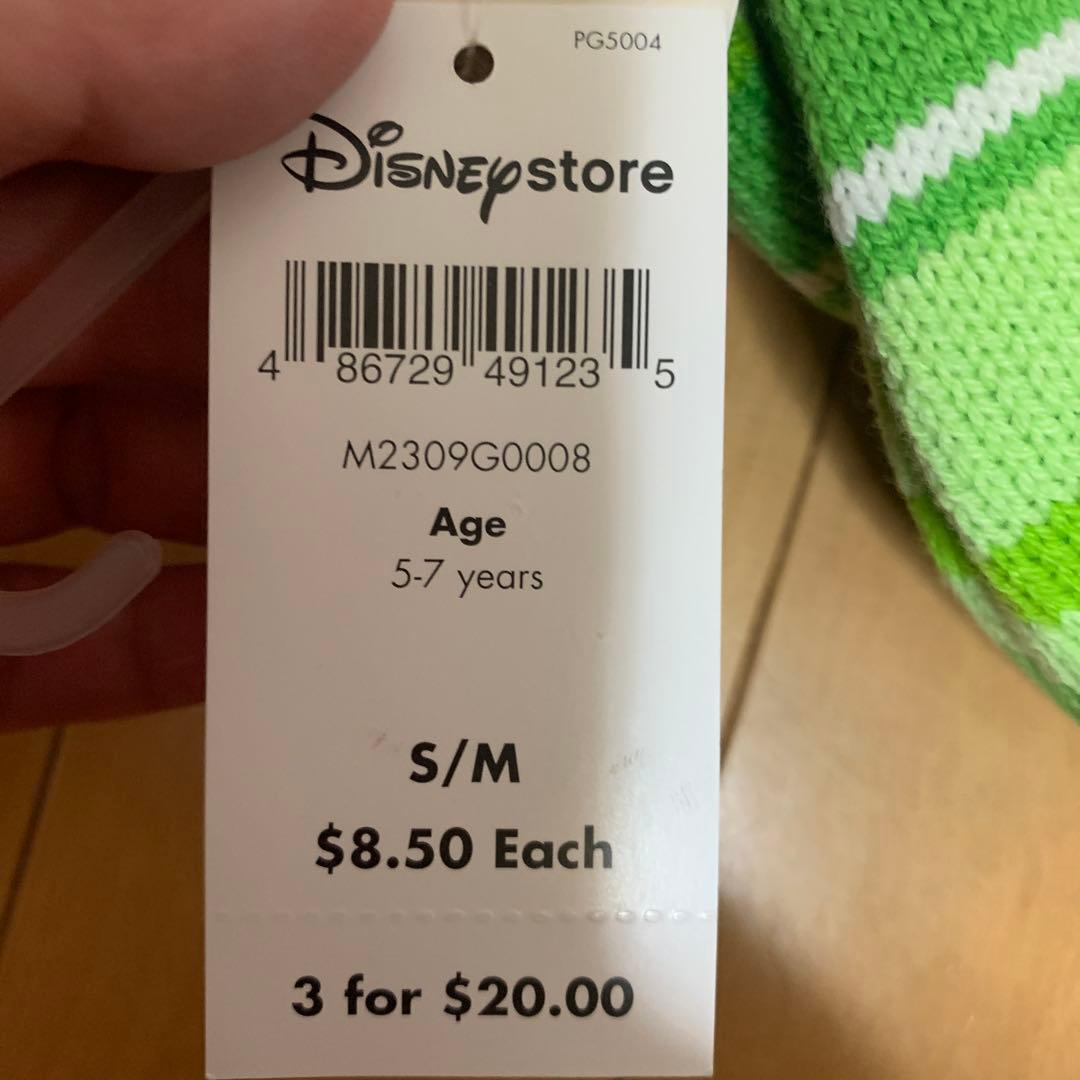 PG5004
Disney store
4 86729 49123 5
M2309G0008
Age
5-7 years
S/M
$8.50 Each
3 for $20.00